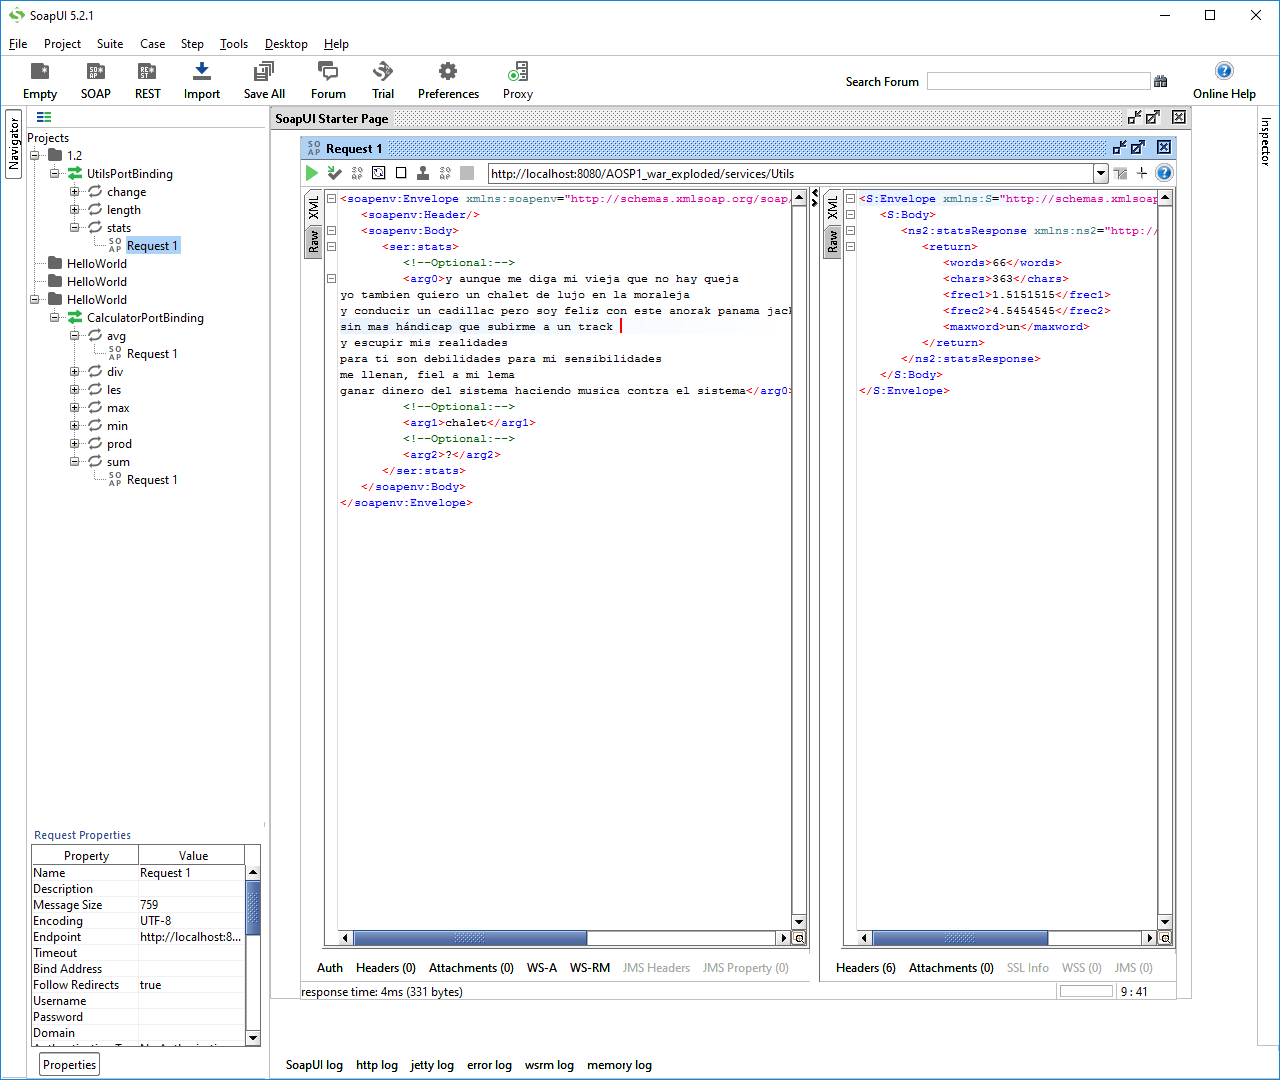 SoapUI 5.2.1
File Project Suite Case Step Tools Desktop Help
Empty SOAP REST Import Save All Forum Trial Preferences Proxy Search Forum Online Help
Navigator
Projects
1.2
UtilsPortBinding
change
length
stats
Request 1
HelloWorld
HelloWorld
HelloWorld
CalculatorPortBinding
avg
Request 1
div
les
max
min
prod
sum
Request 1
Request Properties
Property Value
Name Request 1
Description
Message Size 759
Encoding UTF-8
Endpoint http://localhost:8...
Timeout
Bind Address
Follow Redirects true
Username
Password
Domain
Properties
SoapUI Starter Page
Request 1
http://localhost:8080/AOSP1_war_exploded/services/Utils
XML
Raw
<soapenv:Envelope xmlns:soapenv="http://schemas.xmlsoap.org/soap/
<soapenv:Header/>
<soapenv:Body>
<ser:stats>
<!--Optional:-->
<arg0>y aunque me diga mi vieja que no hay queja
yo tambien quiero un chalet de lujo en la moraleja
y conducir un cadillac pero soy feliz con este anorak panama jack
sin mas hándicap que subirme a un track
y escupir mis realidades
para ti son debilidades para mi sensibilidades
me llenan, fiel a mi lema
ganar dinero del sistema haciendo musica contra el sistema</arg0>
<!--Optional:-->
<arg1>chalet</arg1>
<!--Optional:-->
<arg2>?</arg2>
</ser:stats>
</soapenv:Body>
</soapenv:Envelope>
XML
Raw
<S:Envelope xmlns:S="http://schemas.xmlsoap
<S:Body>
<ns2:statsResponse xmlns:ns2="http:/
<return>
<words>66</words>
<chars>363</chars>
<frec1>1.5151515</frec1>
<frec2>4.5454545</frec2>
<maxword>un</maxword>
</return>
</ns2:statsResponse>
</S:Body>
</S:Envelope>
Auth Headers (0) Attachments (0) WS-A WS-RM JMS Headers JMS Property (0)
Headers (6) Attachments (0) SSL Info WSS (0) JMS (0)
response time: 4ms (331 bytes)
9 : 41
Inspector
SoapUI log http log jetty log error log wsrm log memory log